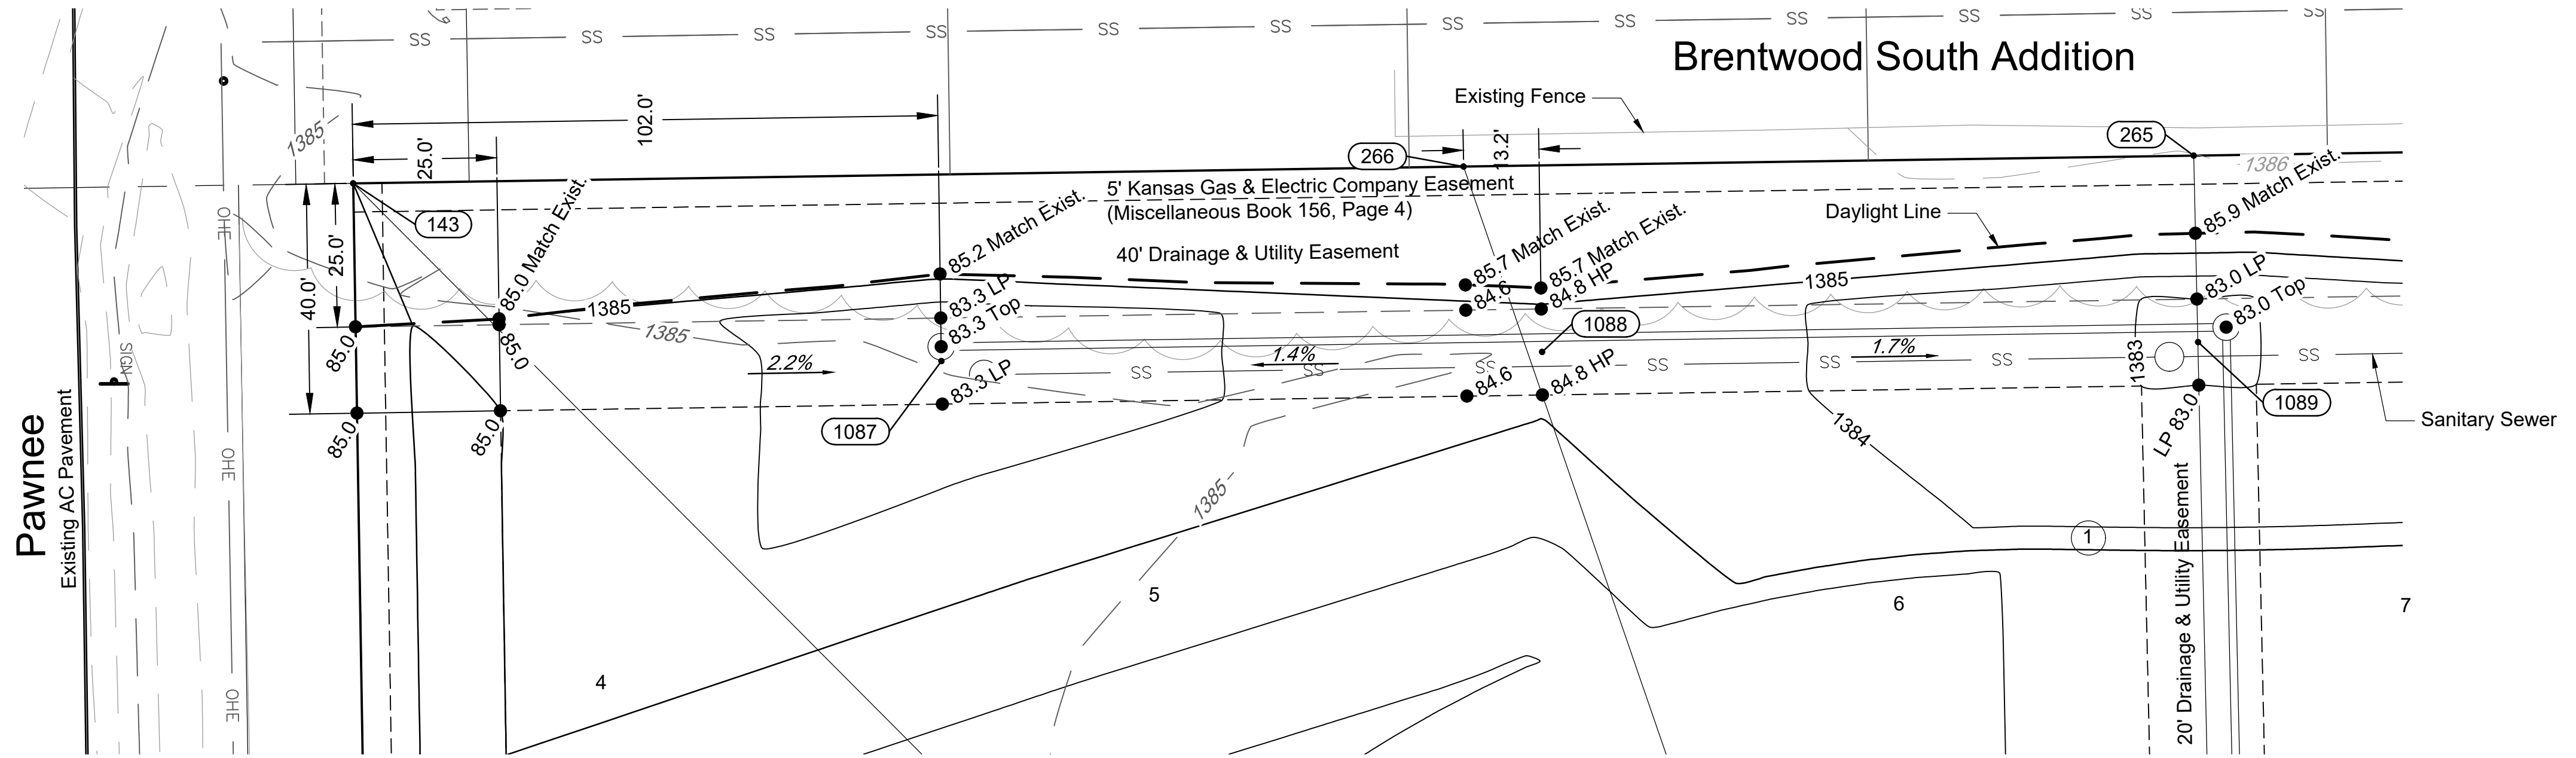 SS SS SS SS SS SS SS SS SS SS SS SS
Brentwood South Addition
Existing Fence
102.0'
25.0'
13.2'
1385
266
265
1386
143
5' Kansas Gas & Electric Company Easement
(Miscellaneous Book 156, Page 4)
40' Drainage & Utility Easement
Daylight Line
85.0 Match Exist.
85.2 Match Exist.
85.7 Match Exist.
85.7 Match Exist.
85.9 Match Exist.
OHE
40.0'
25.0'
1385
1385
1385
83.3 LP
83.3 Top
84.6
84.8 HP
83.0 LP
83.0 Top
1088
85.0
85.0
SIGN
2.2%
1.4%
1.7%
SS SS SS SS SS SS SS
1383
83.3 LP
84.6
84.8 HP
LP 83.0
1089
1087
85.0
85.0
1384
Sanitary Sewer
Pawnee
Existing AC Pavement
OHE
1385
1
20' Drainage & Utility Easement
5
6
7
4
OHE